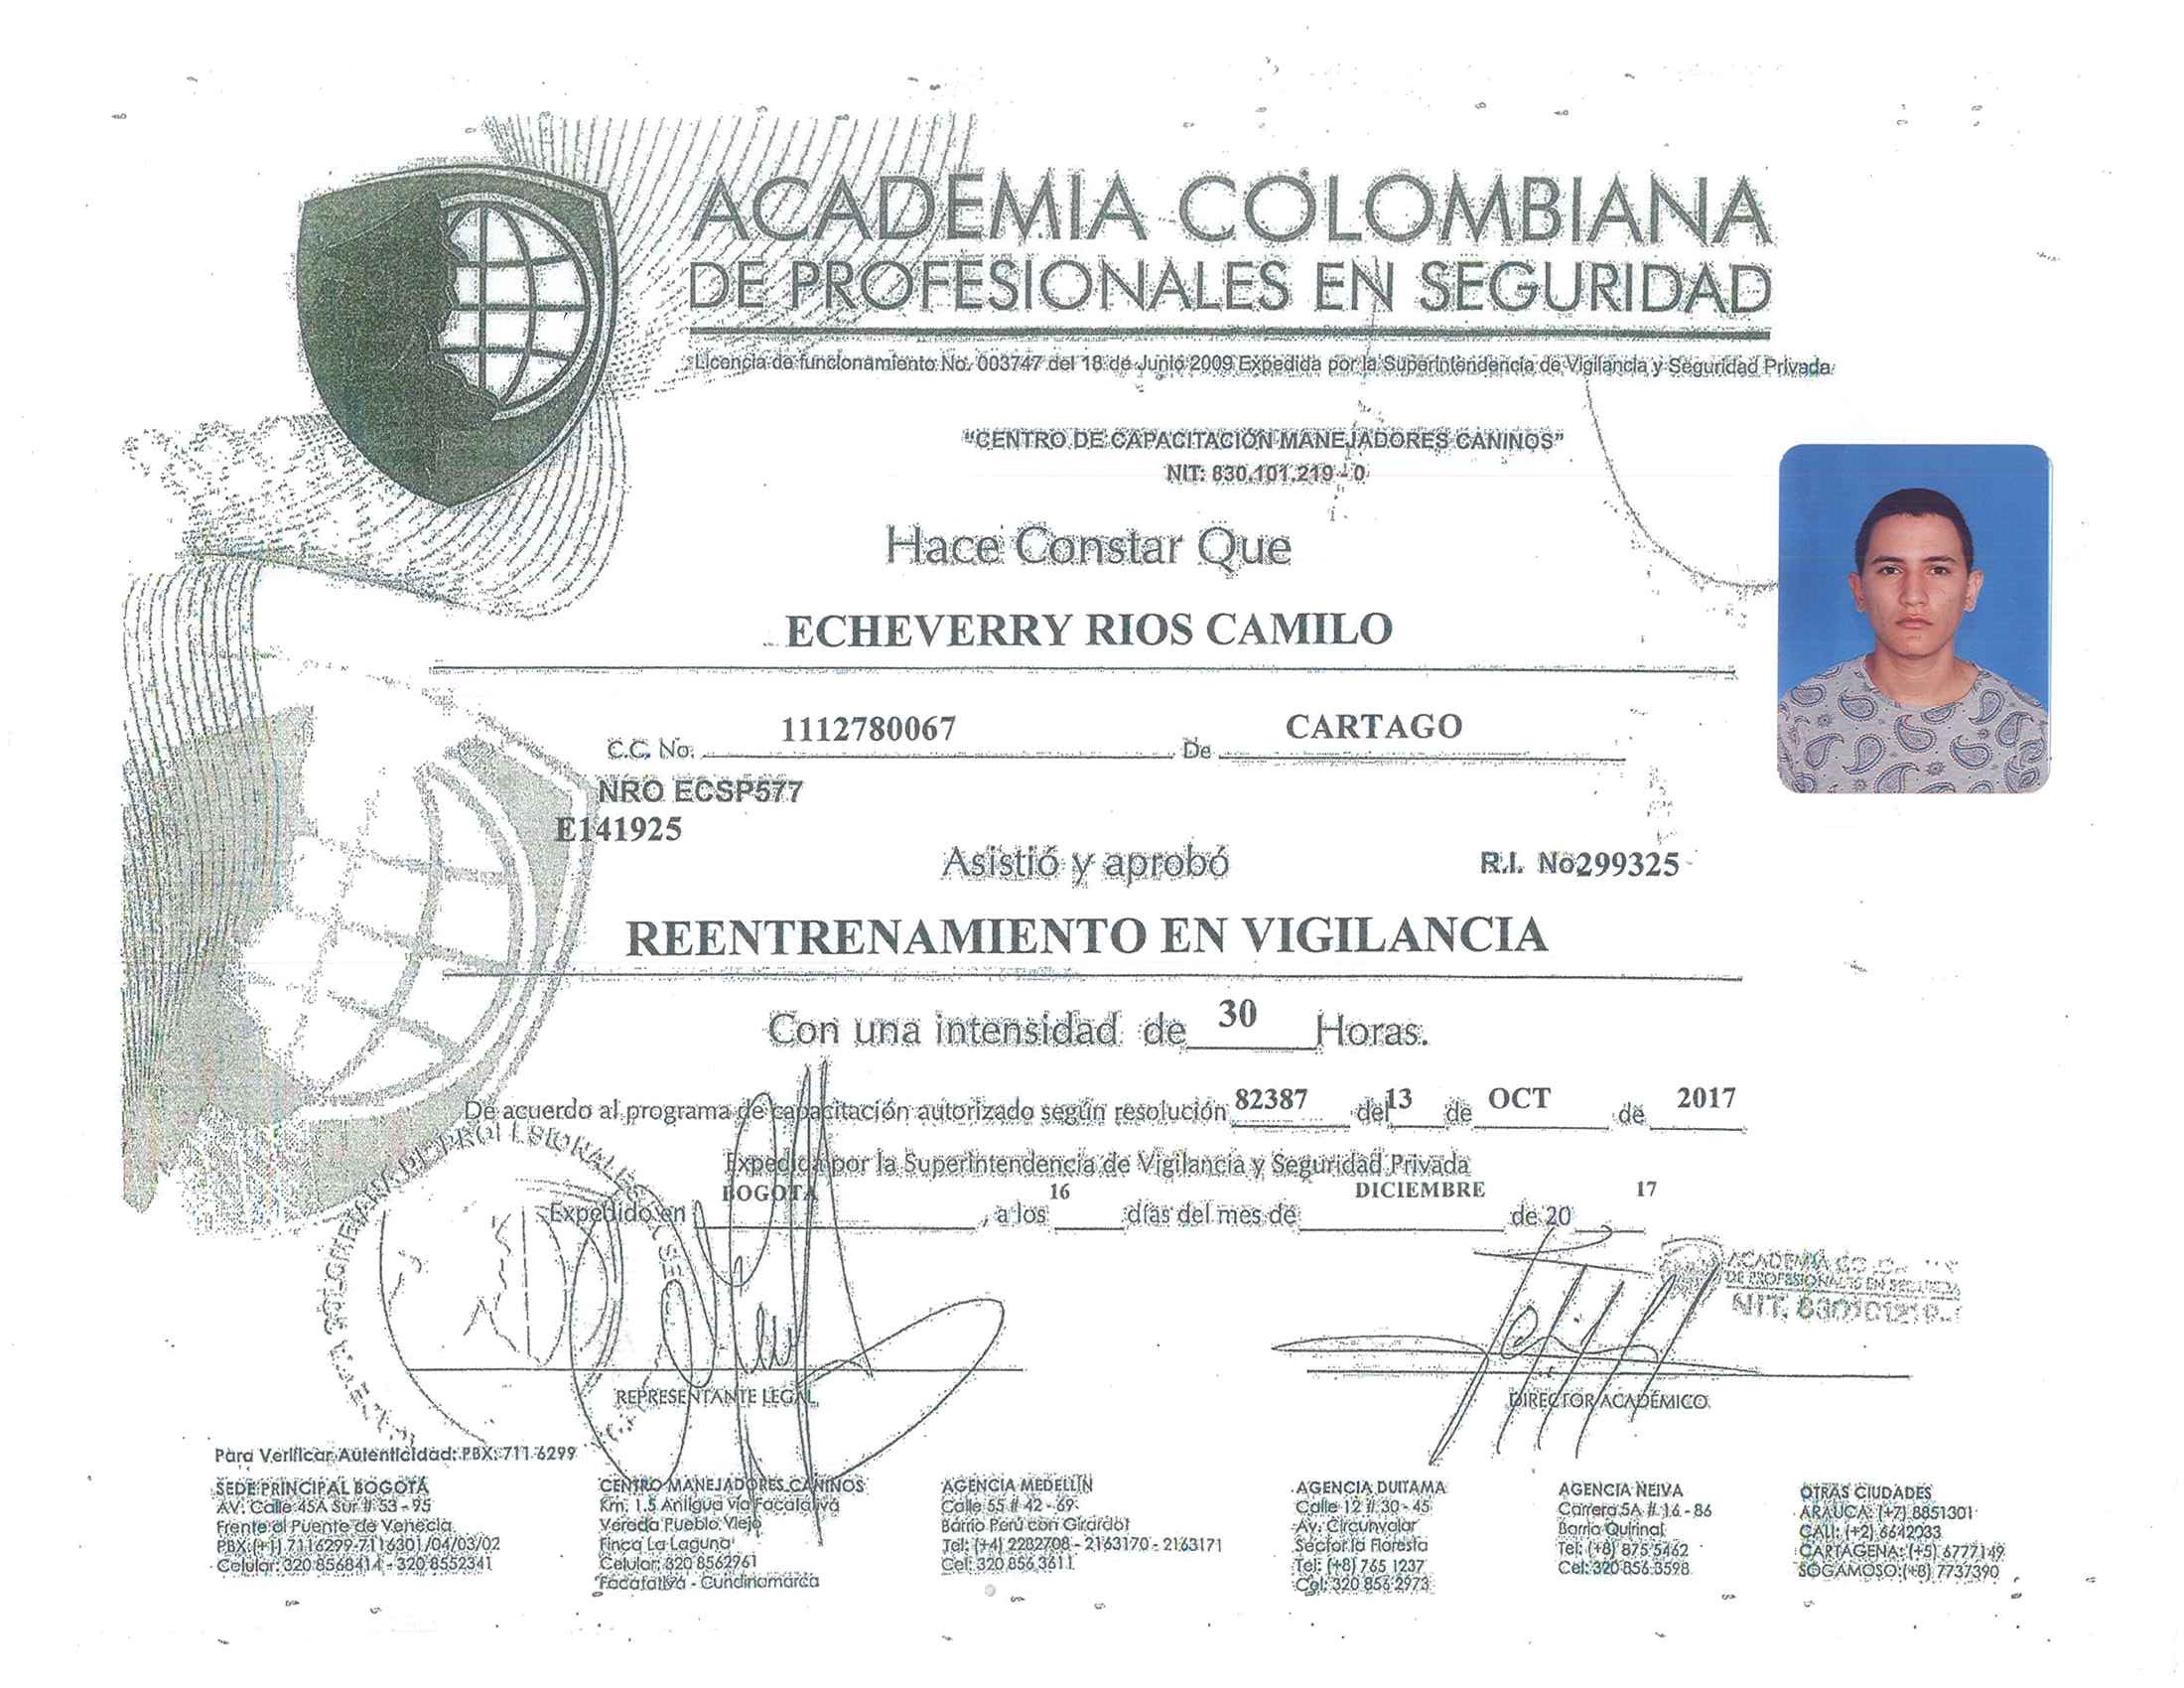 ACADEMIA COLOMBIANA
DE PROFESIONALES EN SEGURIDAD
Licencia de funcionamiento No. 003747 del 18 de Junio 2009 Expedida por la Superintendencia de Vigilancia y Seguridad Privada
"CENTRO DE CAPACITACIÓN MANEJADORES CANINOS"
NIT: 830.101.219 - 0
Hace Constar Que
ECHEVERRY RIOS CAMILO
C.C. No. 1112780067 De CARTAGO
NRO ECSP577
E141925
Asistió y aprobó R.I. No299325
REENTRENAMIENTO EN VIGILANCIA
Con una intensidad de 30 Horas.
De acuerdo al programa de capacitación autorizado según resolución 82387 del 13 de OCT de 2017
Expedida por la Superintendencia de Vigilancia y Seguridad Privada
Expedido en BOGOTA, a los 16 días del mes de DICIEMBRE de 20 17
ACADEMIA
DE PROFESIONALES EN SEGURIDAD
NIT.
REPRESENTANTE LEGAL
DIRECTOR ACADÉMICO
Para Verificar Autenticidad: PBX: 711 6299
SEDE PRINCIPAL BOGOTÁ
AV. Calle 45A Sur # 53 - 95
Frente al Puente de Venecia
PBX: (+1) 7116299-7116301/04/03/02
Celular: 320 8568414 - 320 8552341
CENTRO MANEJADORES CANINOS
Km. 1.5 Antigua vía Facatativá
Vereda Pueblo Viejo
Finca La Laguna
Celular: 320 8562961
Facatativá - Cundinamarca
AGENCIA MEDELLÍN
Calle 55 # 42 - 69
Barrio Perú con Girardot
Tel: (+4) 2282708 - 2163170 - 2163171
Cel: 320 856 3611
AGENCIA DUITAMA
Calle 12 # 30 - 45
Av. Circunvalar
Sector la Floresta
Tel: (+8) 765 1237
Cel: 320 856 2973
AGENCIA NEIVA
Carrera 5A # 16 - 86
Barrio Quirinal
Tel: (+8) 875 5462
Cel: 320 856 3598
OTRAS CIUDADES
ARAUCA: (+7) 8851301
CALI: (+2) 6642033
CARTAGENA: (+5) 6777149
SOGAMOSO: (+8) 7737390